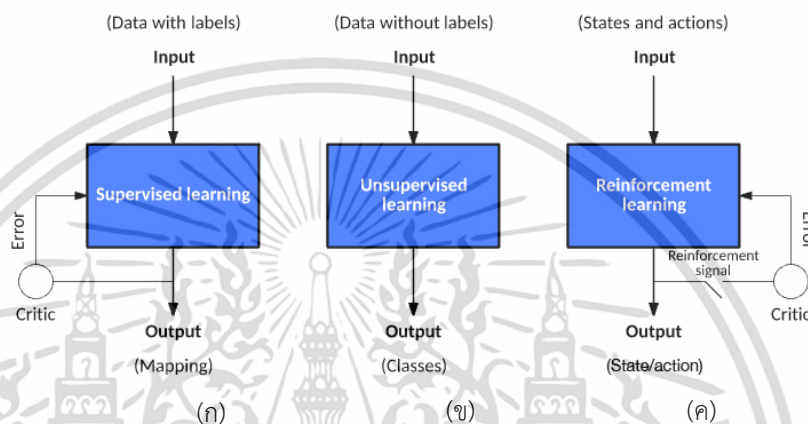 (Data with labels)
Input
Supervised learning
Error
Critic
Output
(Mapping)
(ก)
(Data without labels)
Input
Unsupervised
learning
Output
(Classes)
(ข)
(States and actions)
Input
Reinforcement
learning
Error
Reinforcement
signal
Critic
Output
(State/action)
(ค)